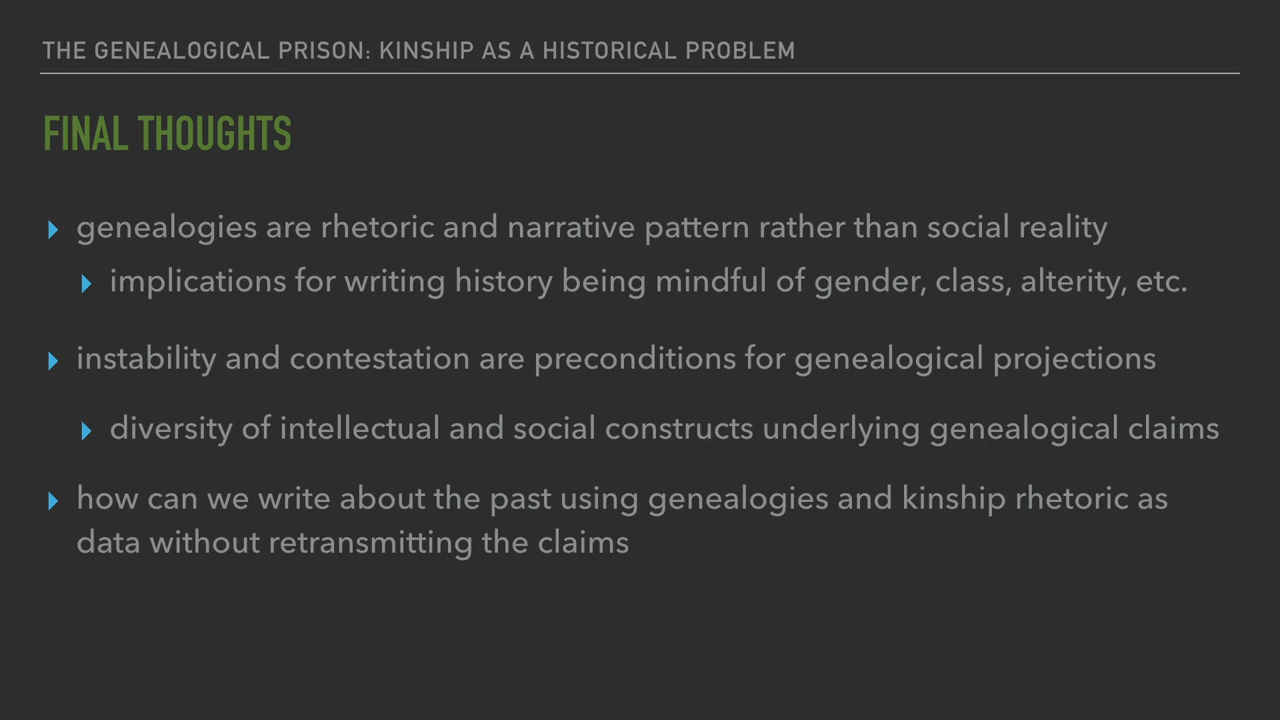 THE GENEALOGICAL PRISON: KINSHIP AS A HISTORICAL PROBLEM
FINAL THOUGHTS
genealogies are rhetoric and narrative pattern rather than social reality
implications for writing history being mindful of gender, class, alterity, etc.
instability and contestation are preconditions for genealogical projections
diversity of intellectual and social constructs underlying genealogical claims
how can we write about the past using genealogies and kinship rhetoric as
data without retransmitting the claims